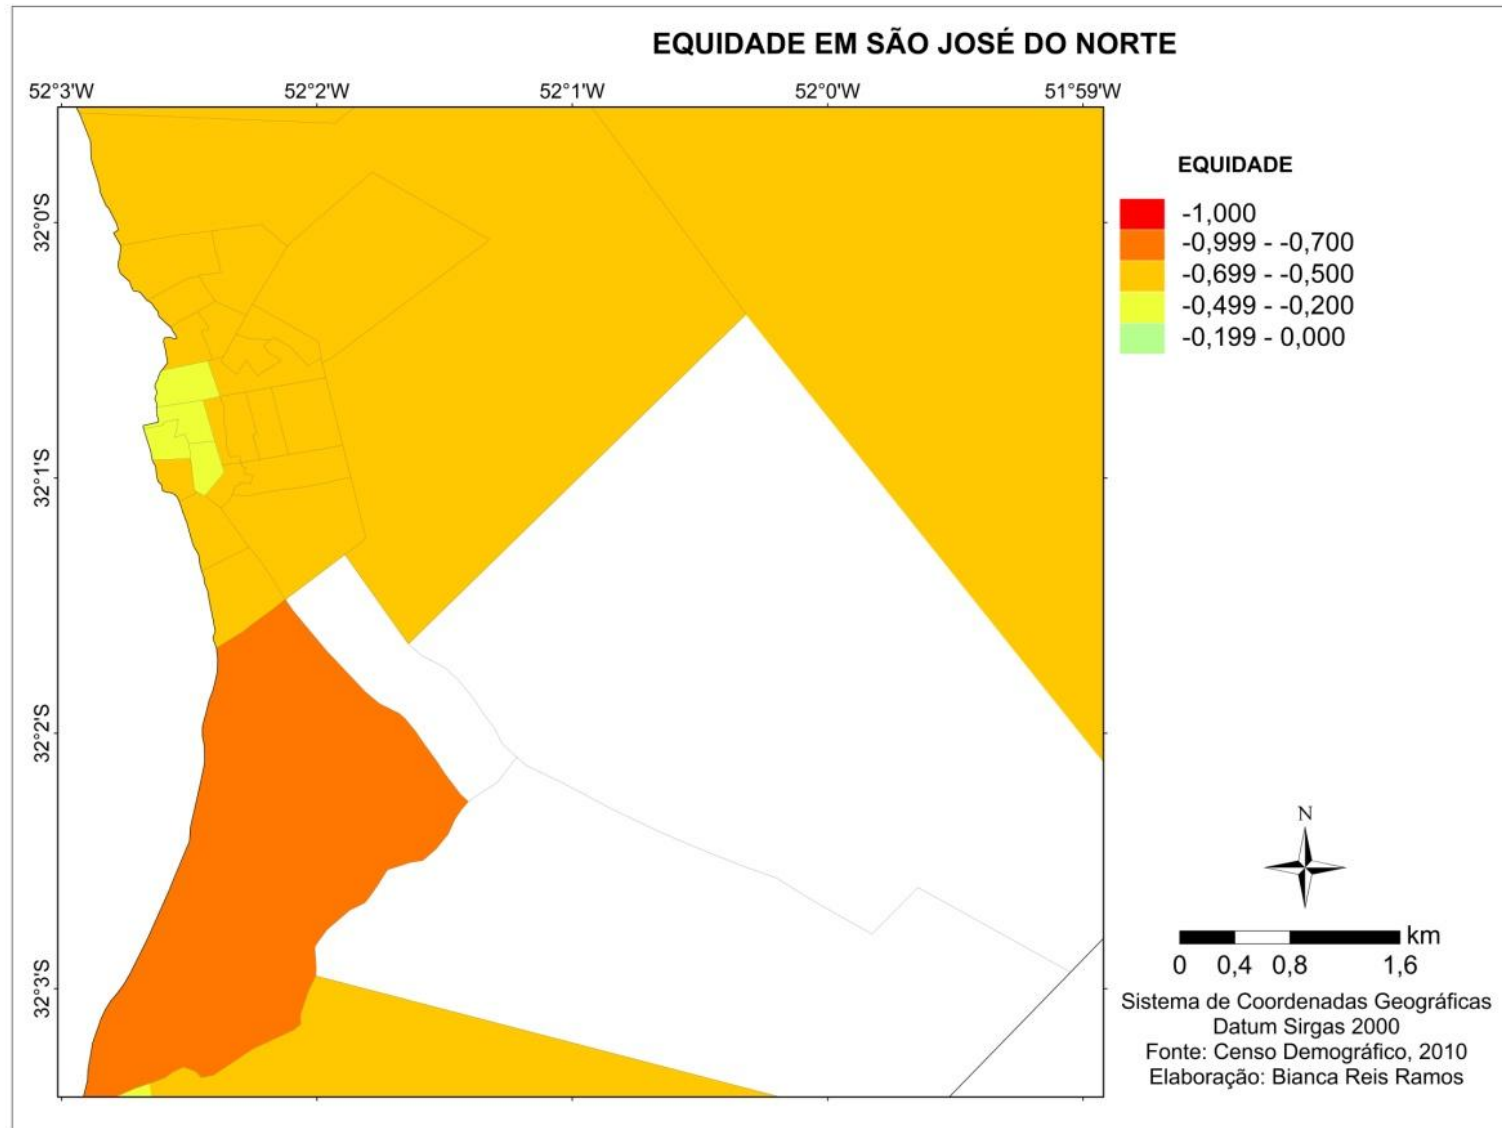 EQUIDADE EM SÃO JOSÉ DO NORTE
52°3'W 52°2'W 52°1'W 52°0'W 51°59'W
32°0'S
32°1'S
32°2'S
32°3'S
EQUIDADE
-1,000
-0,999 - -0,700
-0,699 - -0,500
-0,499 - -0,200
-0,199 - 0,000
N
km
0 0,4 0,8 1,6
Sistema de Coordenadas Geográficas
Datum Sirgas 2000
Fonte: Censo Demográfico, 2010
Elaboração: Bianca Reis Ramos